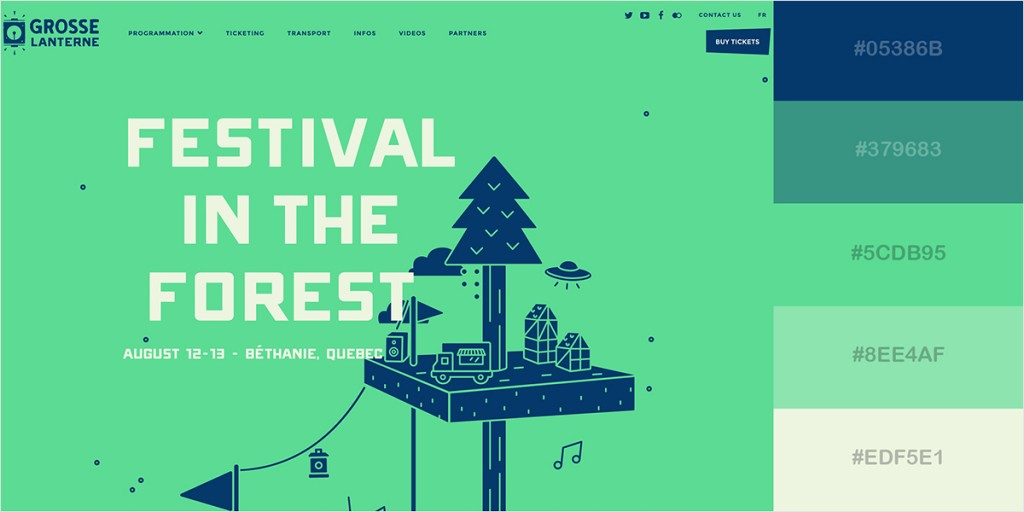 GROSSE
LANTERNE
PROGRAMMATION TICKETING TRANSPORT INFOS VIDEOS PARTNERS
CONTACT US FR
BUY TICKETS
FESTIVAL
IN THE
FOREST
AUGUST 12-13 - BÉTHANIE, QUEBEC
#05386B
#379683
#5CDB95
#8EE4AF
#EDF5E1